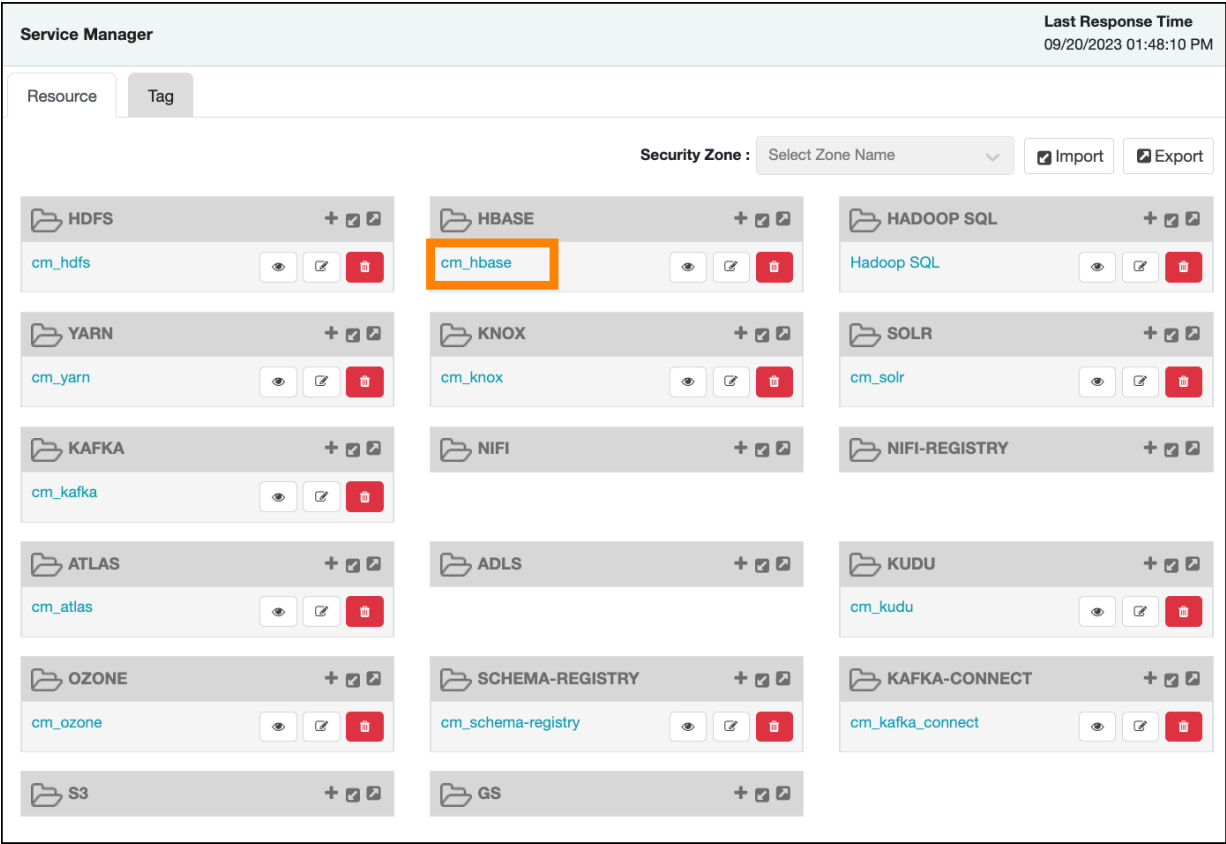 Service Manager
Last Response Time
09/20/2023 01:48:10 PM
Resource
Tag
Security Zone :
Select Zone Name
Import
Export
HDFS
HBASE
HADOOP SQL
cm_hdfs
cm_hbase
Hadoop SQL
YARN
KNOX
SOLR
cm_yarn
cm_knox
cm_solr
KAFKA
NIFI
NIFI-REGISTRY
cm_kafka
ATLAS
ADLS
KUDU
cm_atlas
cm_kudu
OZONE
SCHEMA-REGISTRY
KAFKA-CONNECT
cm_ozone
cm_schema-registry
cm_kafka_connect
S3
GS